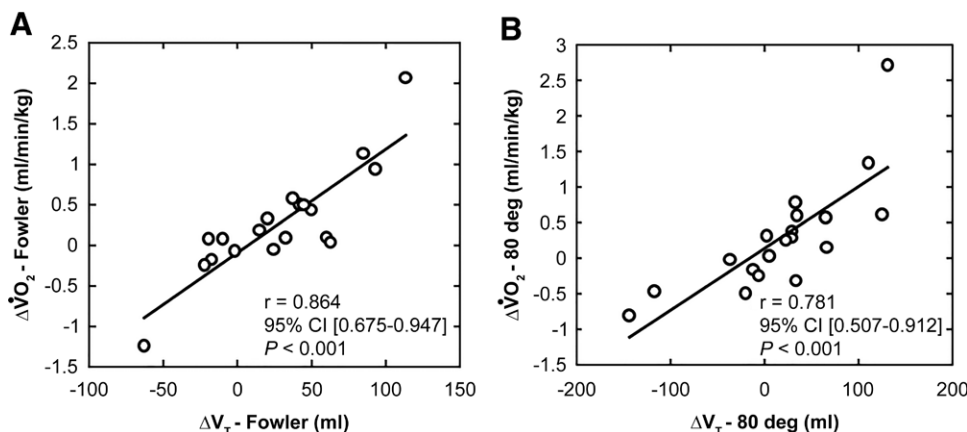 A
ΔV̇O₂ - Fowler (ml/min/kg)
2.5
2
1.5
1
0.5
0
-0.5
-1
-1.5
r = 0.864
95% CI [0.675-0.947]
P < 0.001
-100 -50 0 50 100 150
ΔV_T - Fowler (ml)
B
ΔV̇O₂ - 80 deg (ml/min/kg)
3
2.5
2
1.5
1
0.5
0
-0.5
-1
-1.5
r = 0.781
95% CI [0.507-0.912]
P < 0.001
-200 -100 0 100 200
ΔV_T - 80 deg (ml)